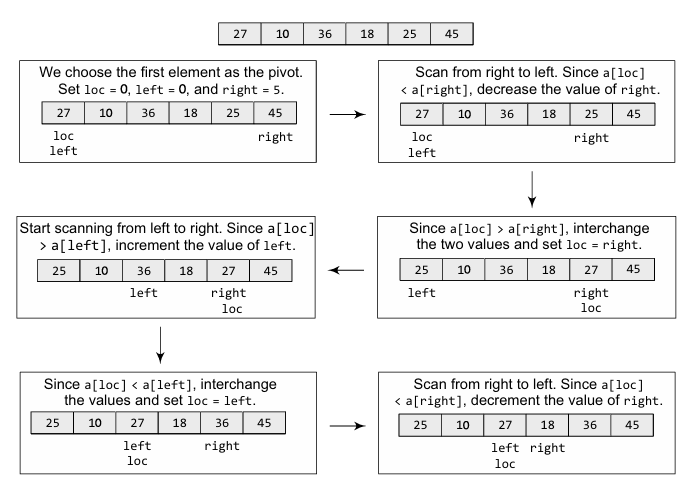 27 10 36 18 25 45
We choose the first element as the pivot.
Set loc = 0, left = 0, and right = 5.
27 10 36 18 25 45
loc right
left
Scan from right to left. Since a[loc]
< a[right], decrease the value of right.
27 10 36 18 25 45
loc right
left
Since a[loc] > a[right], interchange
the two values and set loc = right.
25 10 36 18 27 45
left right
loc
Start scanning from left to right. Since a[loc]
> a[left], increment the value of left.
25 10 36 18 27 45
left right
loc
Since a[loc] < a[left], interchange
the values and set loc = left.
25 10 27 18 36 45
left right
loc
Scan from right to left. Since a[loc]
< a[right], decrement the value of right.
25 10 27 18 36 45
left right
loc